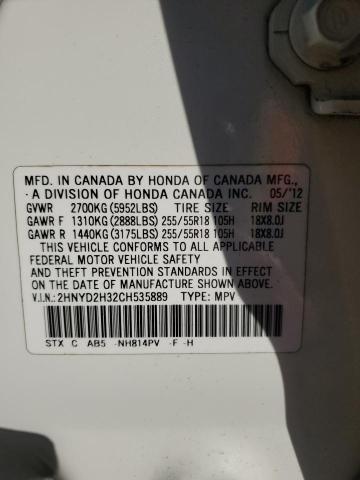 MFD. IN CANADA BY HONDA OF CANADA MFG.,
A DIVISION OF HONDA CANADA INC. 05/'12
GVWR 2700KG(5952LBS) TIRE SIZE RIM SIZE
GAWR F 1310KG(2888LBS) 255/55R18 105H 18X8.0J
GAWR R 1440KG(3175LBS) 255/55R18 105H 18X8.0J
THIS VEHICLE CONFORMS TO ALL APPLICABLE
FEDERAL MOTOR VEHICLE SAFETY
AND THEFT PREVENTION STANDARDS IN EFFECT
ON THE DATE OF MANUFACTURE SHOWN ABOVE.
V.I.N.: 2HNYD2H32CH535889 TYPE: MPV
STX C AB5 -NH814PV -F -H